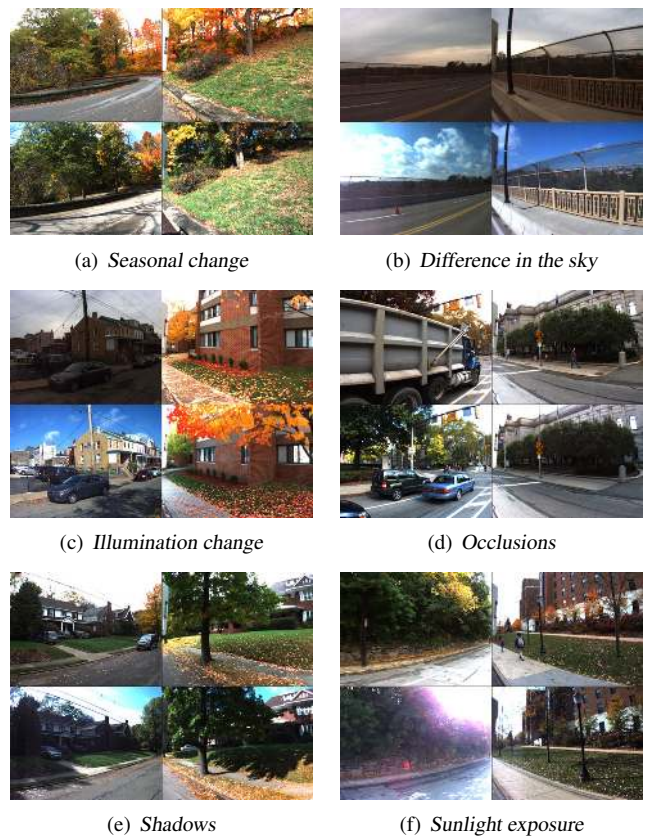 (a) Seasonal change
(b) Difference in the sky
(c) Illumination change
(d) Occlusions
(e) Shadows
(f) Sunlight exposure